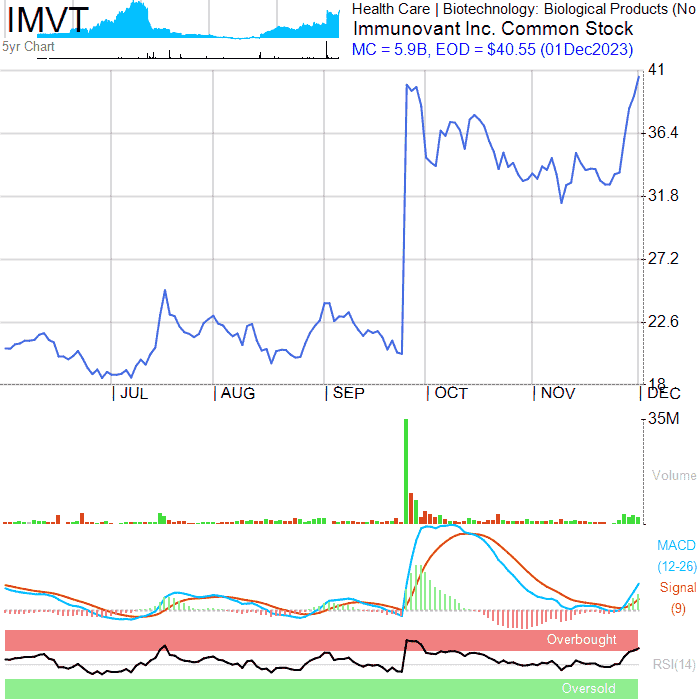 IMVT
5yr Chart
Health Care | Biotechnology: Biological Products (No
Immunovant Inc. Common Stock
MC = 5.9B, EOD = $40.55 (01Dec2023)
41
36.4
31.8
27.2
22.6
18
JUL
AUG
SEP
OCT
NOV
DEC
35M
Volume
MACD
(12-26)
Signal
(9)
Overbought
RSI(14)
Oversold